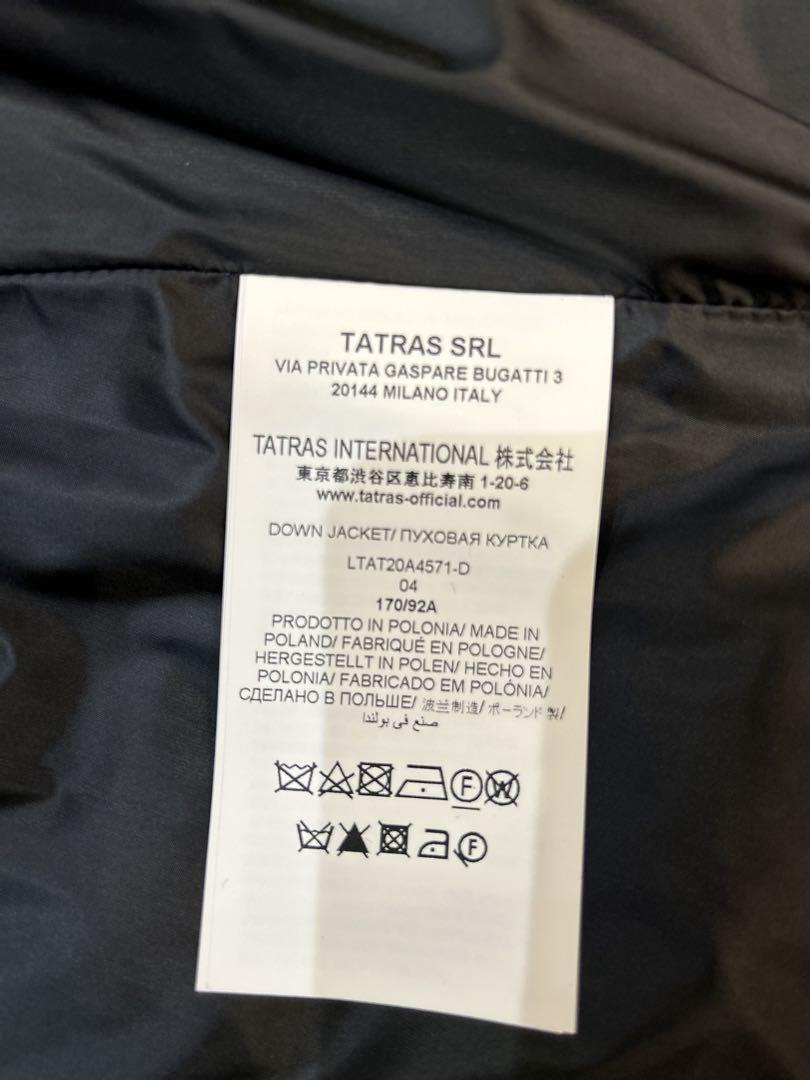 TATRAS SRL
VIA PRIVATA GASPARE BUGATTI 3
20144 MILANO ITALY
TATRAS INTERNATIONAL 株式会社
東京都渋谷区恵比寿南 1-20-6
www.tatras-official.com
DOWN JACKET/ ПУХОВАЯ КУРТКА
LTAT20A4571-D
04
170/92A
PRODOTTO IN POLONIA/ MADE IN
POLAND/ FABRIQUÉ EN POLOGNE/
HERGESTELLT IN POLEN/ HECHO EN
POLONIA/ FABRICADO EM POLÓNIA/
СДЕЛАНО В ПОЛЬШЕ/ 波兰制造/ ポーランド製/
صنع في بولندا
F W
F